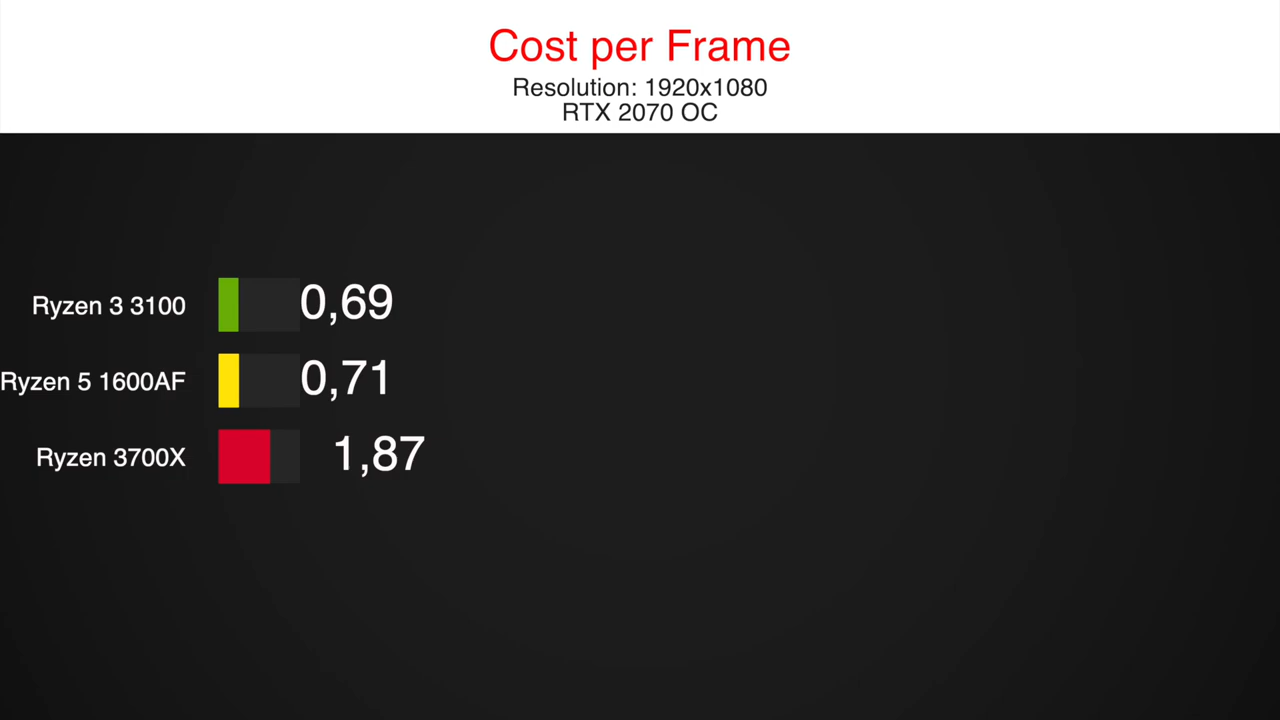 Cost per Frame
Resolution: 1920x1080
RTX 2070 OC
Ryzen 3 3100 0,69
Ryzen 5 1600AF 0,71
Ryzen 3700X 1,87